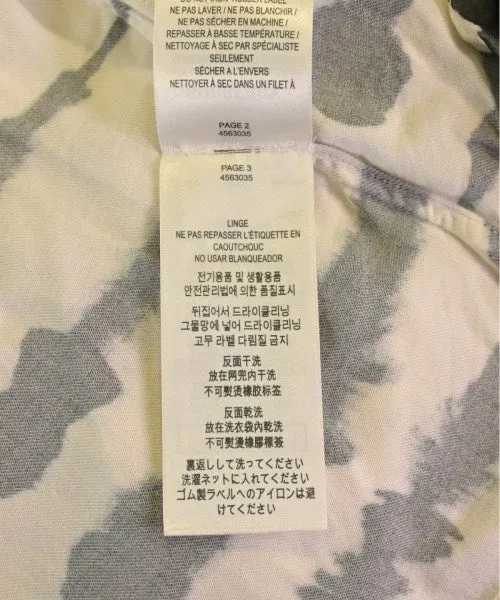 DO NOT IRON RUBBER LABEL
NE PAS LAVER / NE PAS BLANCHIR /
NE PAS SÉCHER EN MACHINE /
REPASSER À BASSE TEMPÉRATURE /
NETTOYAGE À SEC PAR SPÉCIALISTE
SEULEMENT
SÉCHER A L'ENVERS
NETTOYER À SEC DANS UN FILET À
PAGE 2
4563035
PAGE 3
4563035
LINGE
NE PAS REPASSER L'ÉTIQUETTE EN
CAOUTCHOUC
NO USAR BLANQUEADOR
전기용품 및 생활용품
안전관리법에 의한 품질표시
뒤집어서 드라이클리닝
그물망에 넣어 드라이클리닝
고무 라벨 다림질 금지
反面干洗
放在网兜内干洗
不可熨烫橡胶标签
反面乾洗
放在洗衣袋內乾洗
不可熨燙橡膠標簽
裏返しして洗ってください
洗濯ネットに入れてください
ゴム製ラベルへのアイロンは避
けてください